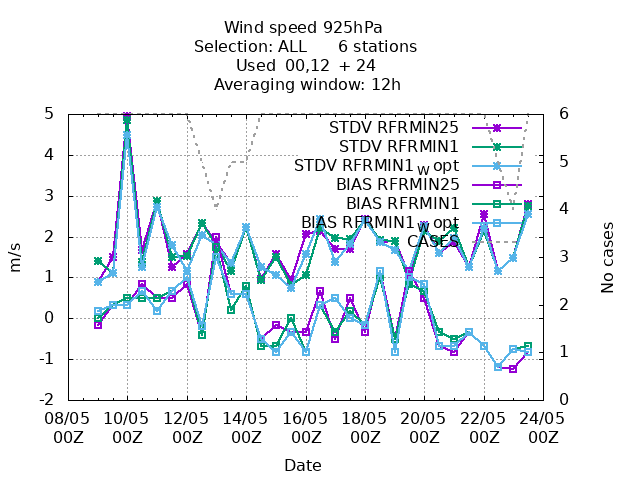 Wind speed 925hPa
Selection: ALL 6 stations
Used 00,12 + 24
Averaging window: 12h
5
4
3
2
1
0
-1
-2
m/s
6
5
4
3
2
1
0
No cases
STDV RFRMIN25
STDV RFRMIN1
STDV RFRMIN1_w opt
BIAS RFRMIN25
BIAS RFRMIN1
BIAS RFRMIN1_w opt
CASES
08/05 10/05 12/05 14/05 16/05 18/05 20/05 22/05 24/05
00Z 00Z 00Z 00Z 00Z 00Z 00Z 00Z 00Z
Date